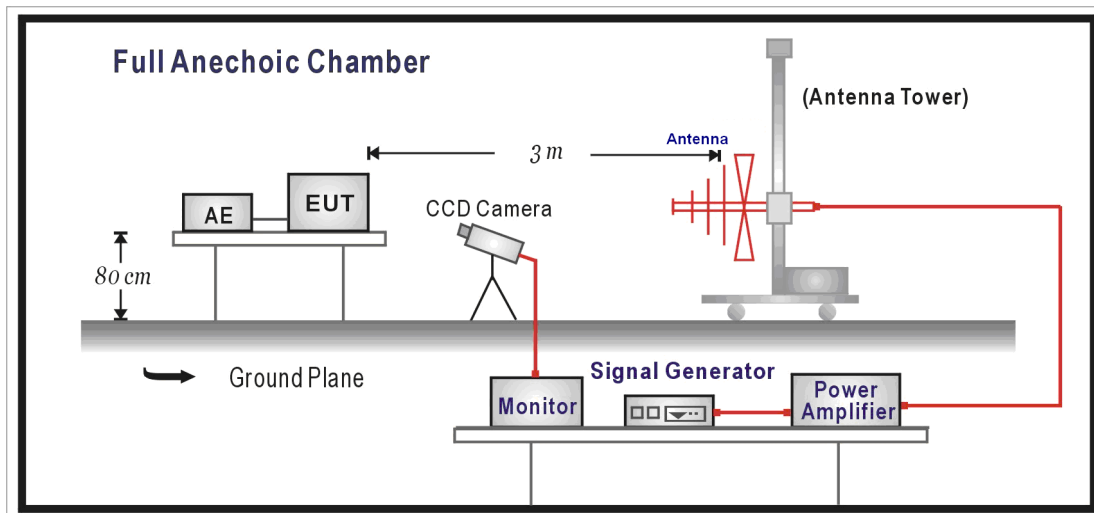 Full Anechoic Chamber
(Antenna Tower)
Antenna
3 m
AE
EUT
CCD Camera
80 cm
Ground Plane
Signal Generator
Monitor
Power
Amplifier